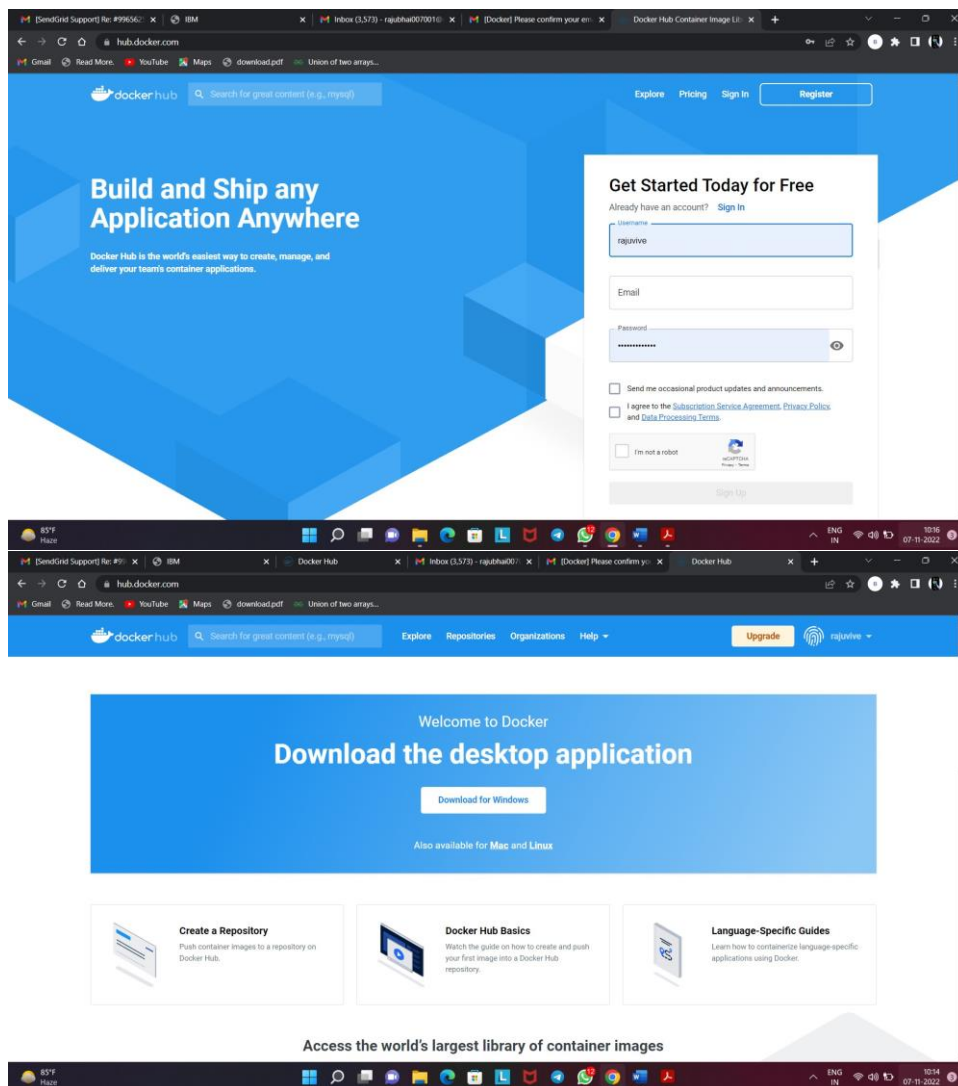 [SendGrid Support] Re: #996562
IBM
Inbox (3,573) - rajubhai0070016@
[Docker] Please confirm your em
Docker Hub Container Image Lib
hub.docker.com
Gmail
Read More.
YouTube
Maps
download.pdf
Union of two arrays...
dockerhub
Search for great content (e.g., mysql)
Explore
Pricing
Sign In
Register
Build and Ship any
Application Anywhere
Docker Hub is the world's easiest way to create, manage, and
deliver your team's container applications.
Get Started Today for Free
Already have an account? Sign In
Username
rajuvive
Email
Password
Send me occasional product updates and announcements.
I agree to the Subscription Service Agreement, Privacy Policy,
and Data Processing Terms.
I'm not a robot
reCAPTCHA
Privacy - Terms
Sign Up
85°F
Haze
12
ENG
IN
10:16
07-11-2022
[SendGrid Support] Re: #99
IBM
Docker Hub
Inbox (3,573) - rajubhai007
[Docker] Please confirm yo
Docker Hub
hub.docker.com
Gmail
Read More.
YouTube
Maps
download.pdf
Union of two arrays...
dockerhub
Search for great content (e.g., mysql)
Explore
Repositories
Organizations
Help
Upgrade
rajuvive
Welcome to Docker
Download the desktop application
Download for Windows
Also available for Mac and Linux
Create a Repository
Push container images to a repository on
Docker Hub.
Docker Hub Basics
Watch the guide on how to create and push
your first image into a Docker Hub
repository.
Language-Specific Guides
Learn how to containerize language-specific
applications using Docker.
Access the world's largest library of container images
85°F
Haze
12
ENG
IN
10:14
07-11-2022